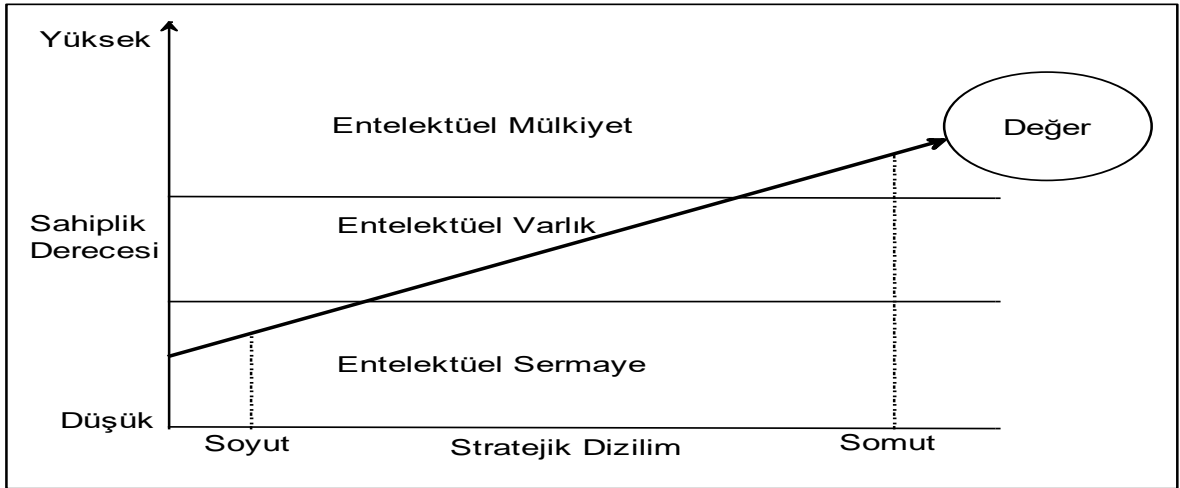 Yüksek
Entelektüel Mülkiyet
Değer
Sahiplik
Derecesi
Entelektüel Varlık
Entelektüel Sermaye
Düşük
Soyut
Stratejik Dizilim
Somut